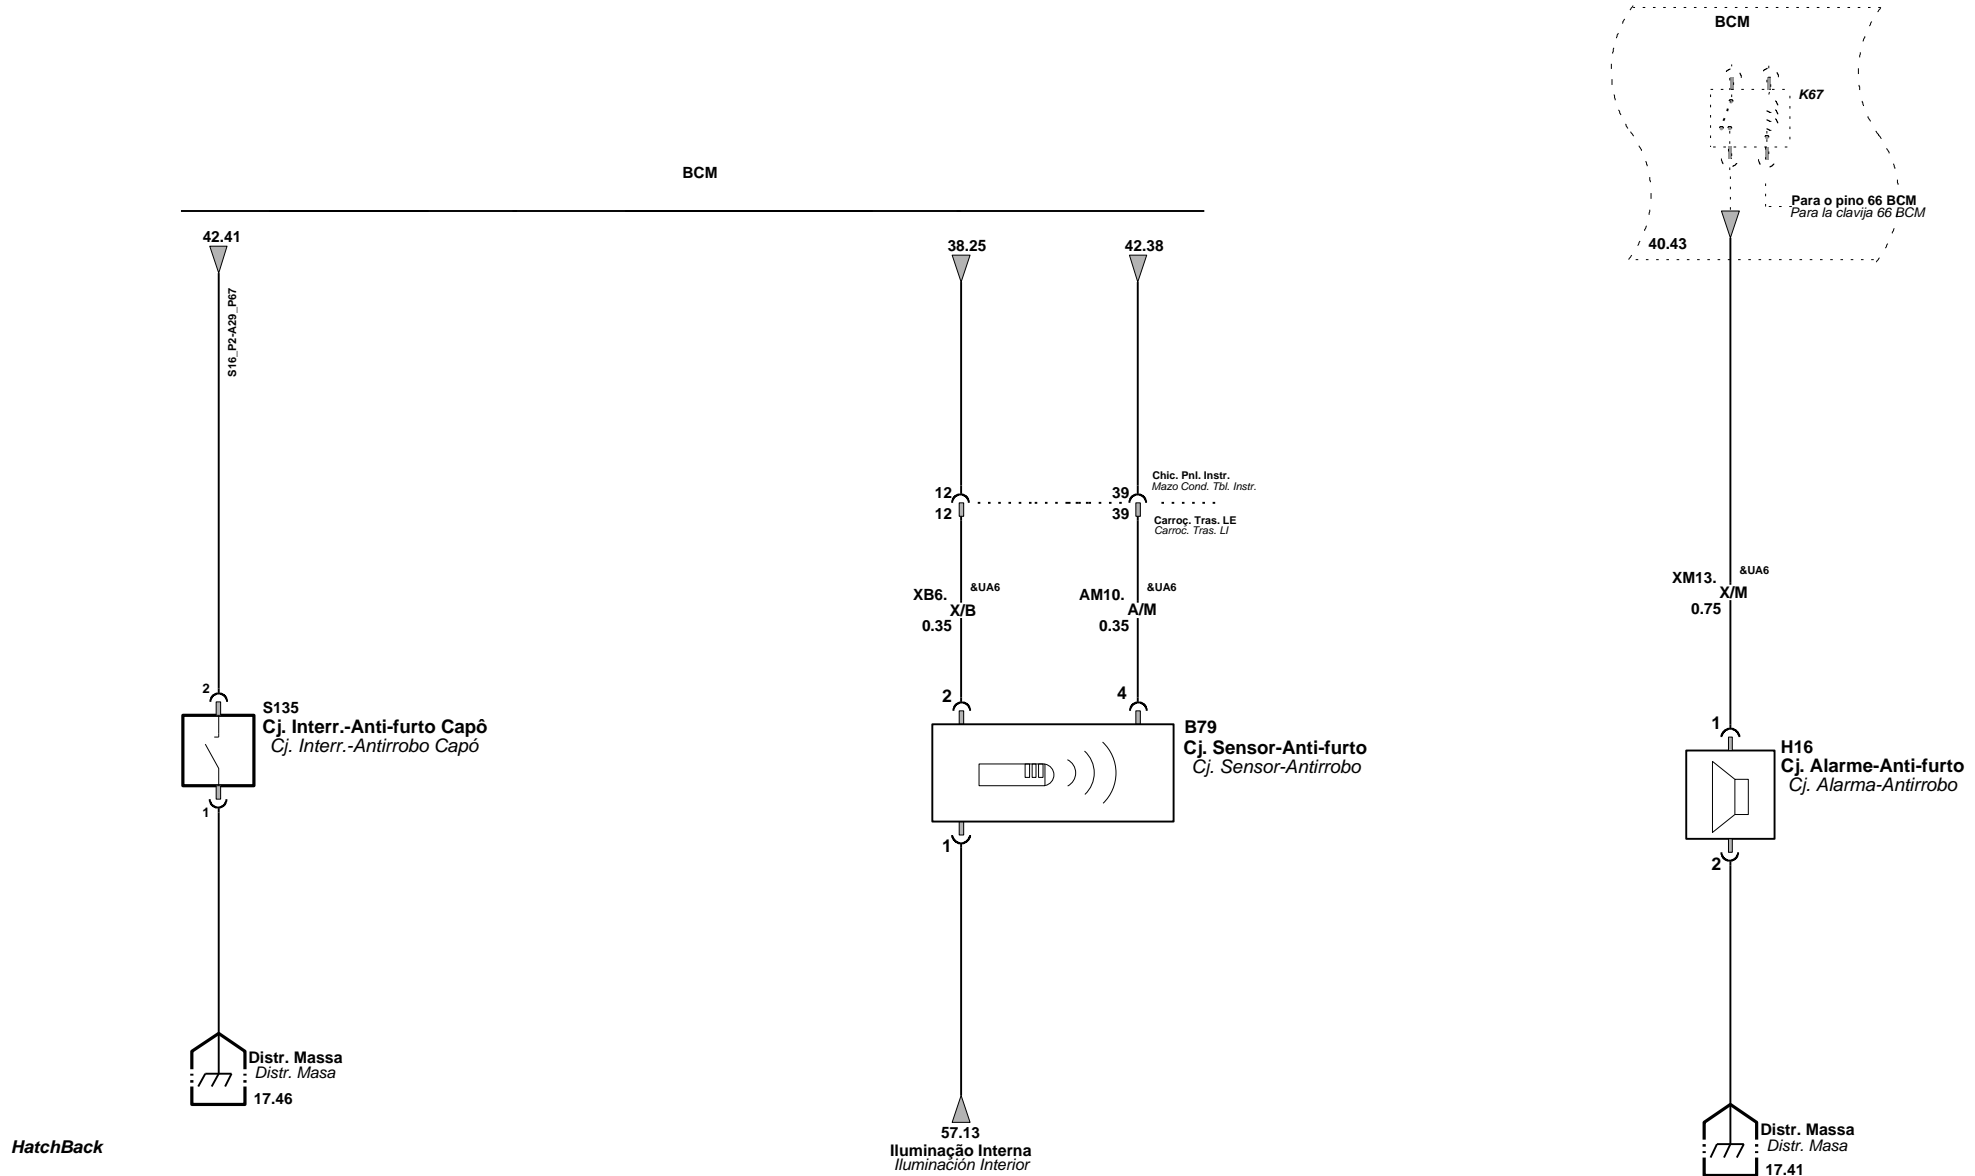 BCM
K67
Para o pino 66 BCM
Para la clavija 66 BCM
40.43
BCM
42.41
38.25
42.38
S16_P2-A29_P67
12
39
Chic. Pnl. Instr.
Mazo Cond. Tbl. Instr.
12
39
Carroç. Tras. LE
Carroc. Tras. LI
XB6.
&UA6
X/B
0.35
AM10.
&UA6
A/M
0.35
XM13.
&UA6
X/M
0.75
2
S135
Cj. Interr.-Anti-furto Capô
Cj. Interr.-Antirrobo Capó
1
2
4
B79
Cj. Sensor-Anti-furto
Cj. Sensor-Antirrobo
1
1
H16
Cj. Alarme-Anti-furto
Cj. Alarma-Antirrobo
2
Distr. Massa
Distr. Masa
17.46
57.13
Iluminação Interna
Iluminación Interior
Distr. Massa
Distr. Masa
17.41
HatchBack